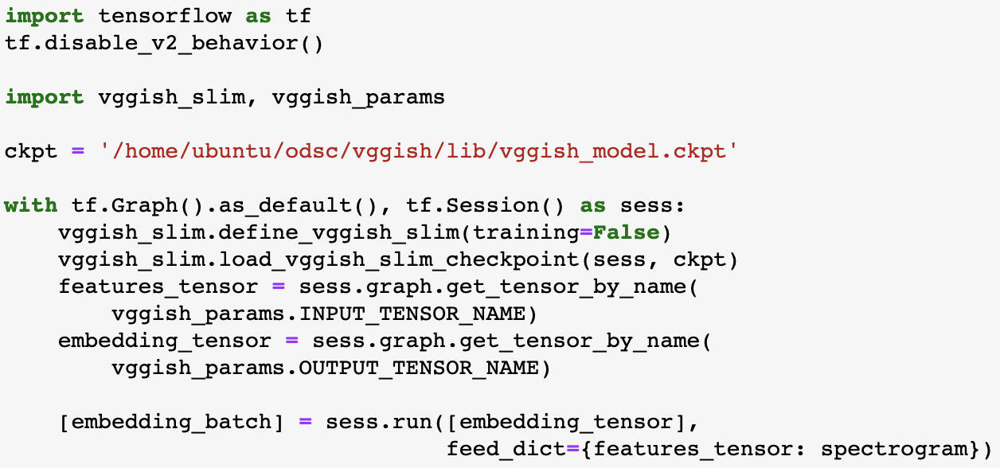 import tensorflow as tf
tf.disable_v2_behavior()
import vggish_slim, vggish_params
ckpt = '/home/ubuntu/odsc/vggish/lib/vggish_model.ckpt'
with tf.Graph().as_default(), tf.Session() as sess:
    vggish_slim.define_vggish_slim(training=False)
    vggish_slim.load_vggish_slim_checkpoint(sess, ckpt)
    features_tensor = sess.graph.get_tensor_by_name(
        vggish_params.INPUT_TENSOR_NAME)
    embedding_tensor = sess.graph.get_tensor_by_name(
        vggish_params.OUTPUT_TENSOR_NAME)
    [embedding_batch] = sess.run([embedding_tensor],
                                 feed_dict={features_tensor: spectrogram})